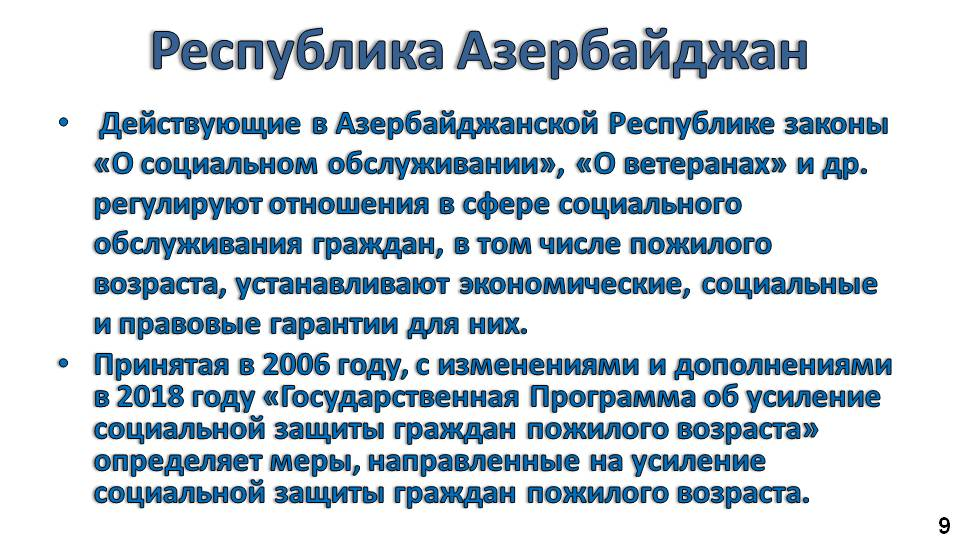 Республика Азербайджан
• Действующие в Азербайджанской Республике законы
«О социальном обслуживании», «О ветеранах» и др.
регулируют отношения в сфере социального
обслуживания граждан, в том числе пожилого
возраста, устанавливают экономические, социальные
и правовые гарантии для них.
• Принятая в 2006 году, с изменениями и дополнениями
в 2018 году «Государственная Программа об усиление
социальной защиты граждан пожилого возраста»
определяет меры, направленные на усиление
социальной защиты граждан пожилого возраста.
9